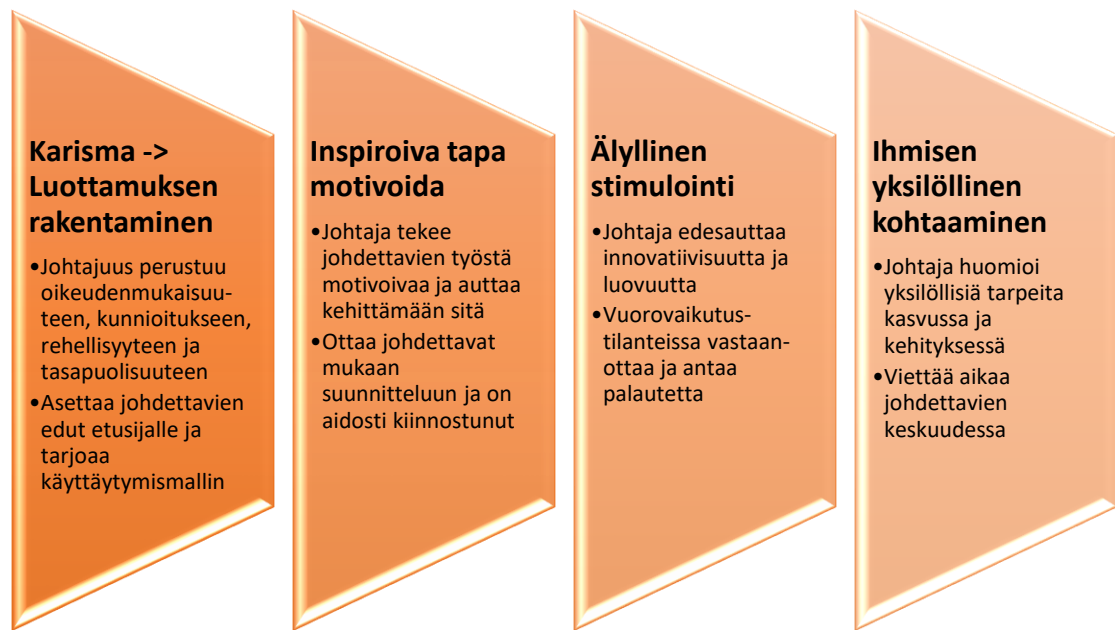 Karisma ->
Luottamuksen
rakentaminen
•Johtajuus perustuu
oikeudenmukaisuu-
teen, kunnioitukseen,
rehellisyyteen ja
tasapuolisuuteen
•Asettaa johdettavien
edut etusijalle ja
tarjoaa
käyttäytymismallin
Inspiroiva tapa
motivoida
•Johtaja tekee
johdettavien työstä
motivoivaa ja auttaa
kehittämään sitä
•Ottaa johdettavat
mukaan
suunnitteluun ja on
aidosti kiinnostunut
Älyllinen
stimulointi
•Johtaja edesauttaa
innovatiivisuutta ja
luovuutta
•Vuorovaikutus-
tilanteissa vastaan-
ottaa ja antaa
palautetta
Ihmisen
yksilöllinen
kohtaaminen
•Johtaja huomioi
yksilöllisiä tarpeita
kasvussa ja
kehityksessä
•Viettää aikaa
johdettavien
keskuudessa